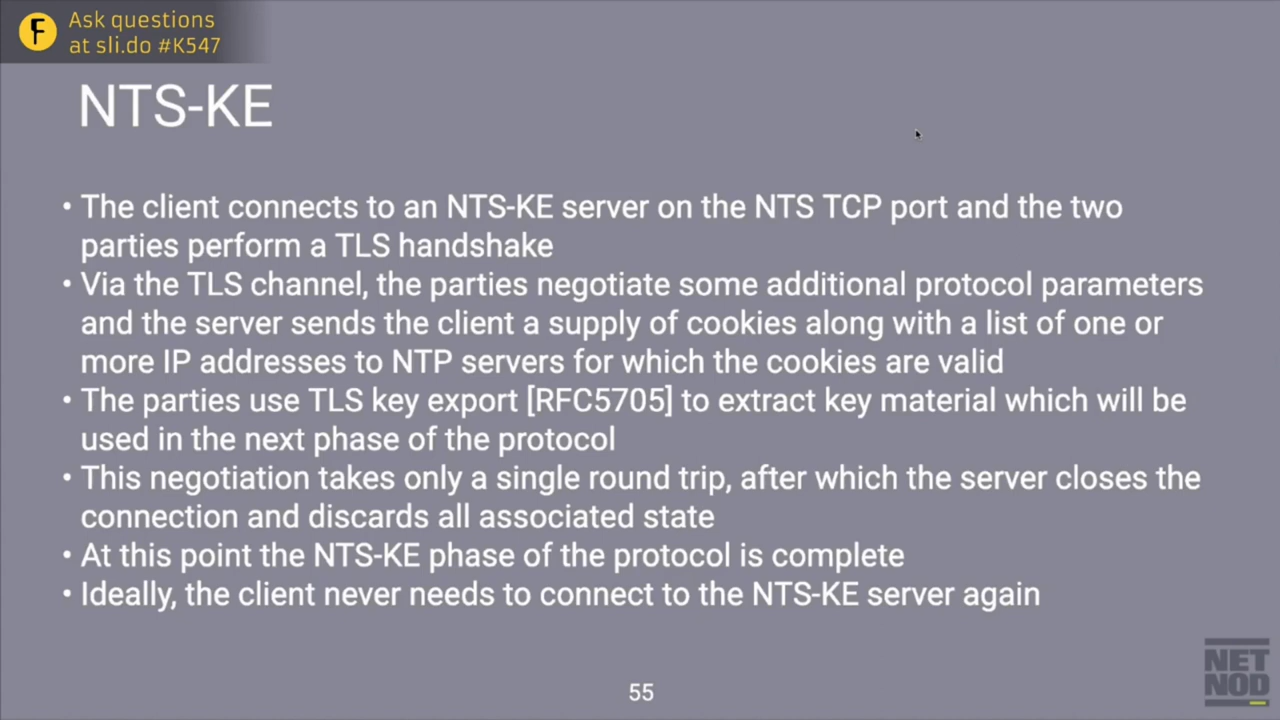 F
Ask questions
at sli.do #K547
NTS-KE
• The client connects to an NTS-KE server on the NTS TCP port and the two
parties perform a TLS handshake
• Via the TLS channel, the parties negotiate some additional protocol parameters
and the server sends the client a supply of cookies along with a list of one or
more IP addresses to NTP servers for which the cookies are valid
• The parties use TLS key export [RFC5705] to extract key material which will be
used in the next phase of the protocol
• This negotiation takes only a single round trip, after which the server closes the
connection and discards all associated state
• At this point the NTS-KE phase of the protocol is complete
• Ideally, the client never needs to connect to the NTS-KE server again
55
NET
NOD